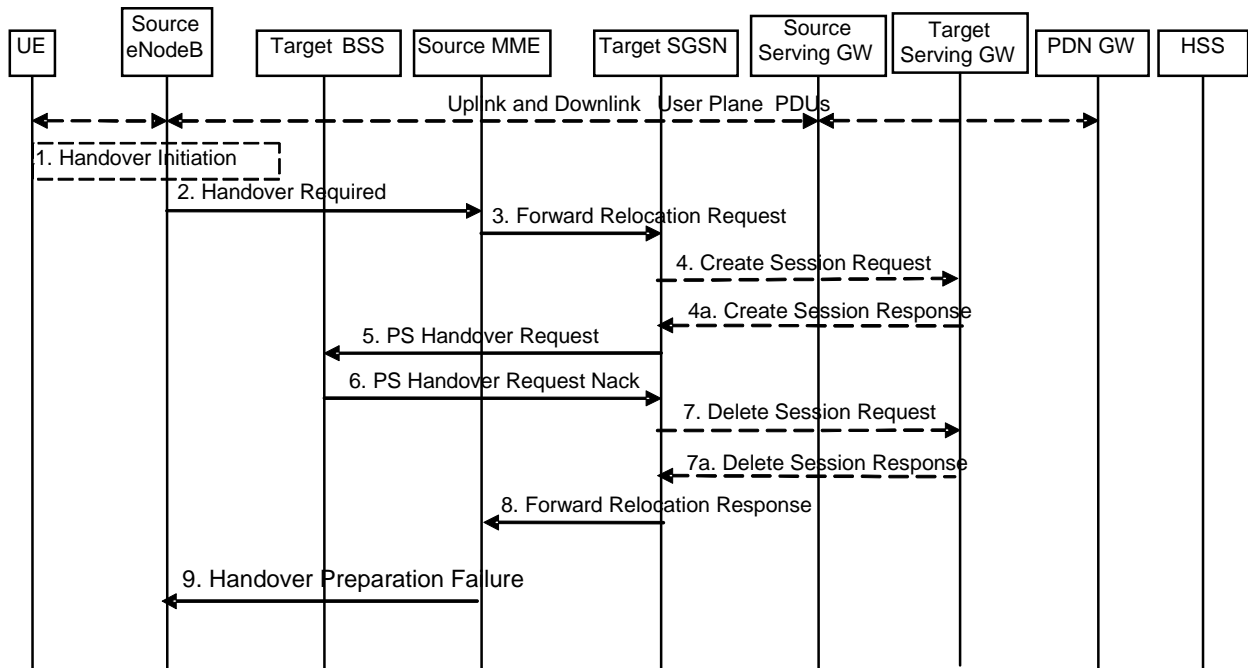 UE
Source
eNodeB
Target BSS
Source MME
Target SGSN
Source
Serving GW
Target
Serving GW
PDN GW
HSS
Uplink and Downlink User Plane PDUs
1. Handover Initiation
2. Handover Required
3. Forward Relocation Request
4. Create Session Request
4a. Create Session Response
5. PS Handover Request
6. PS Handover Request Nack
7. Delete Session Request
7a. Delete Session Response
8. Forward Relocation Response
9. Handover Preparation Failure